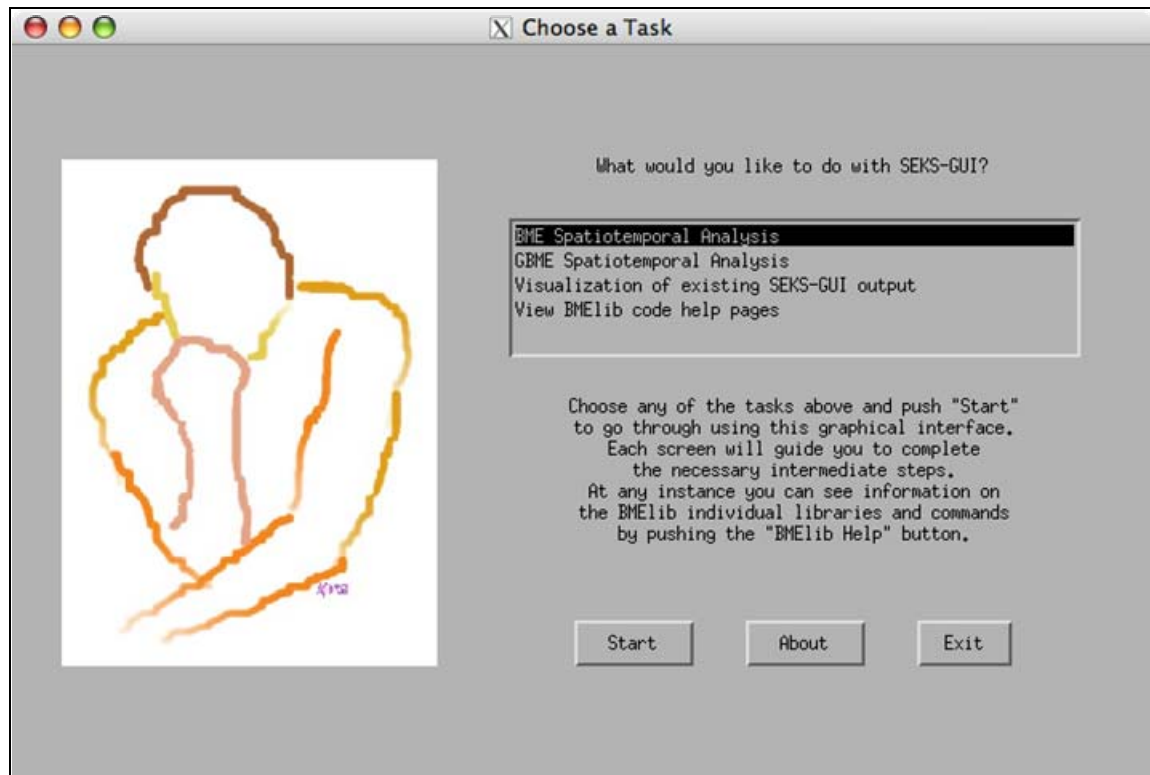 Choose a Task
What would you like to do with SEKS-GUI?
BME Spatiotemporal Analysis
GBME Spatiotemporal Analysis
Visualization of existing SEKS-GUI output
View BMElib code help pages
Choose any of the tasks above and push "Start"
to go through using this graphical interface.
Each screen will guide you to complete
the necessary intermediate steps.
At any instance you can see information on
the BMElib individual libraries and commands
by pushing the "BMElib Help" button.
Start
About
Exit